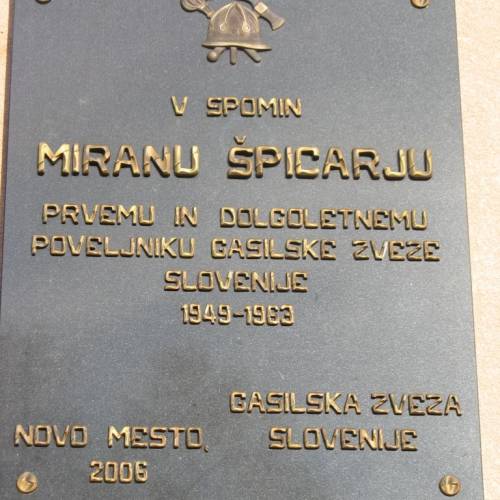 V SPOMIN
MIRANU ŠPICARJU
PRVEMU IN DOLGOLETNEMU
POVELJNIKU GASILSKE ZVEZE
SLOVENIJE
1949-1983
GASILSKA ZVEZA
SLOVENIJE
NOVO MESTO,
2006